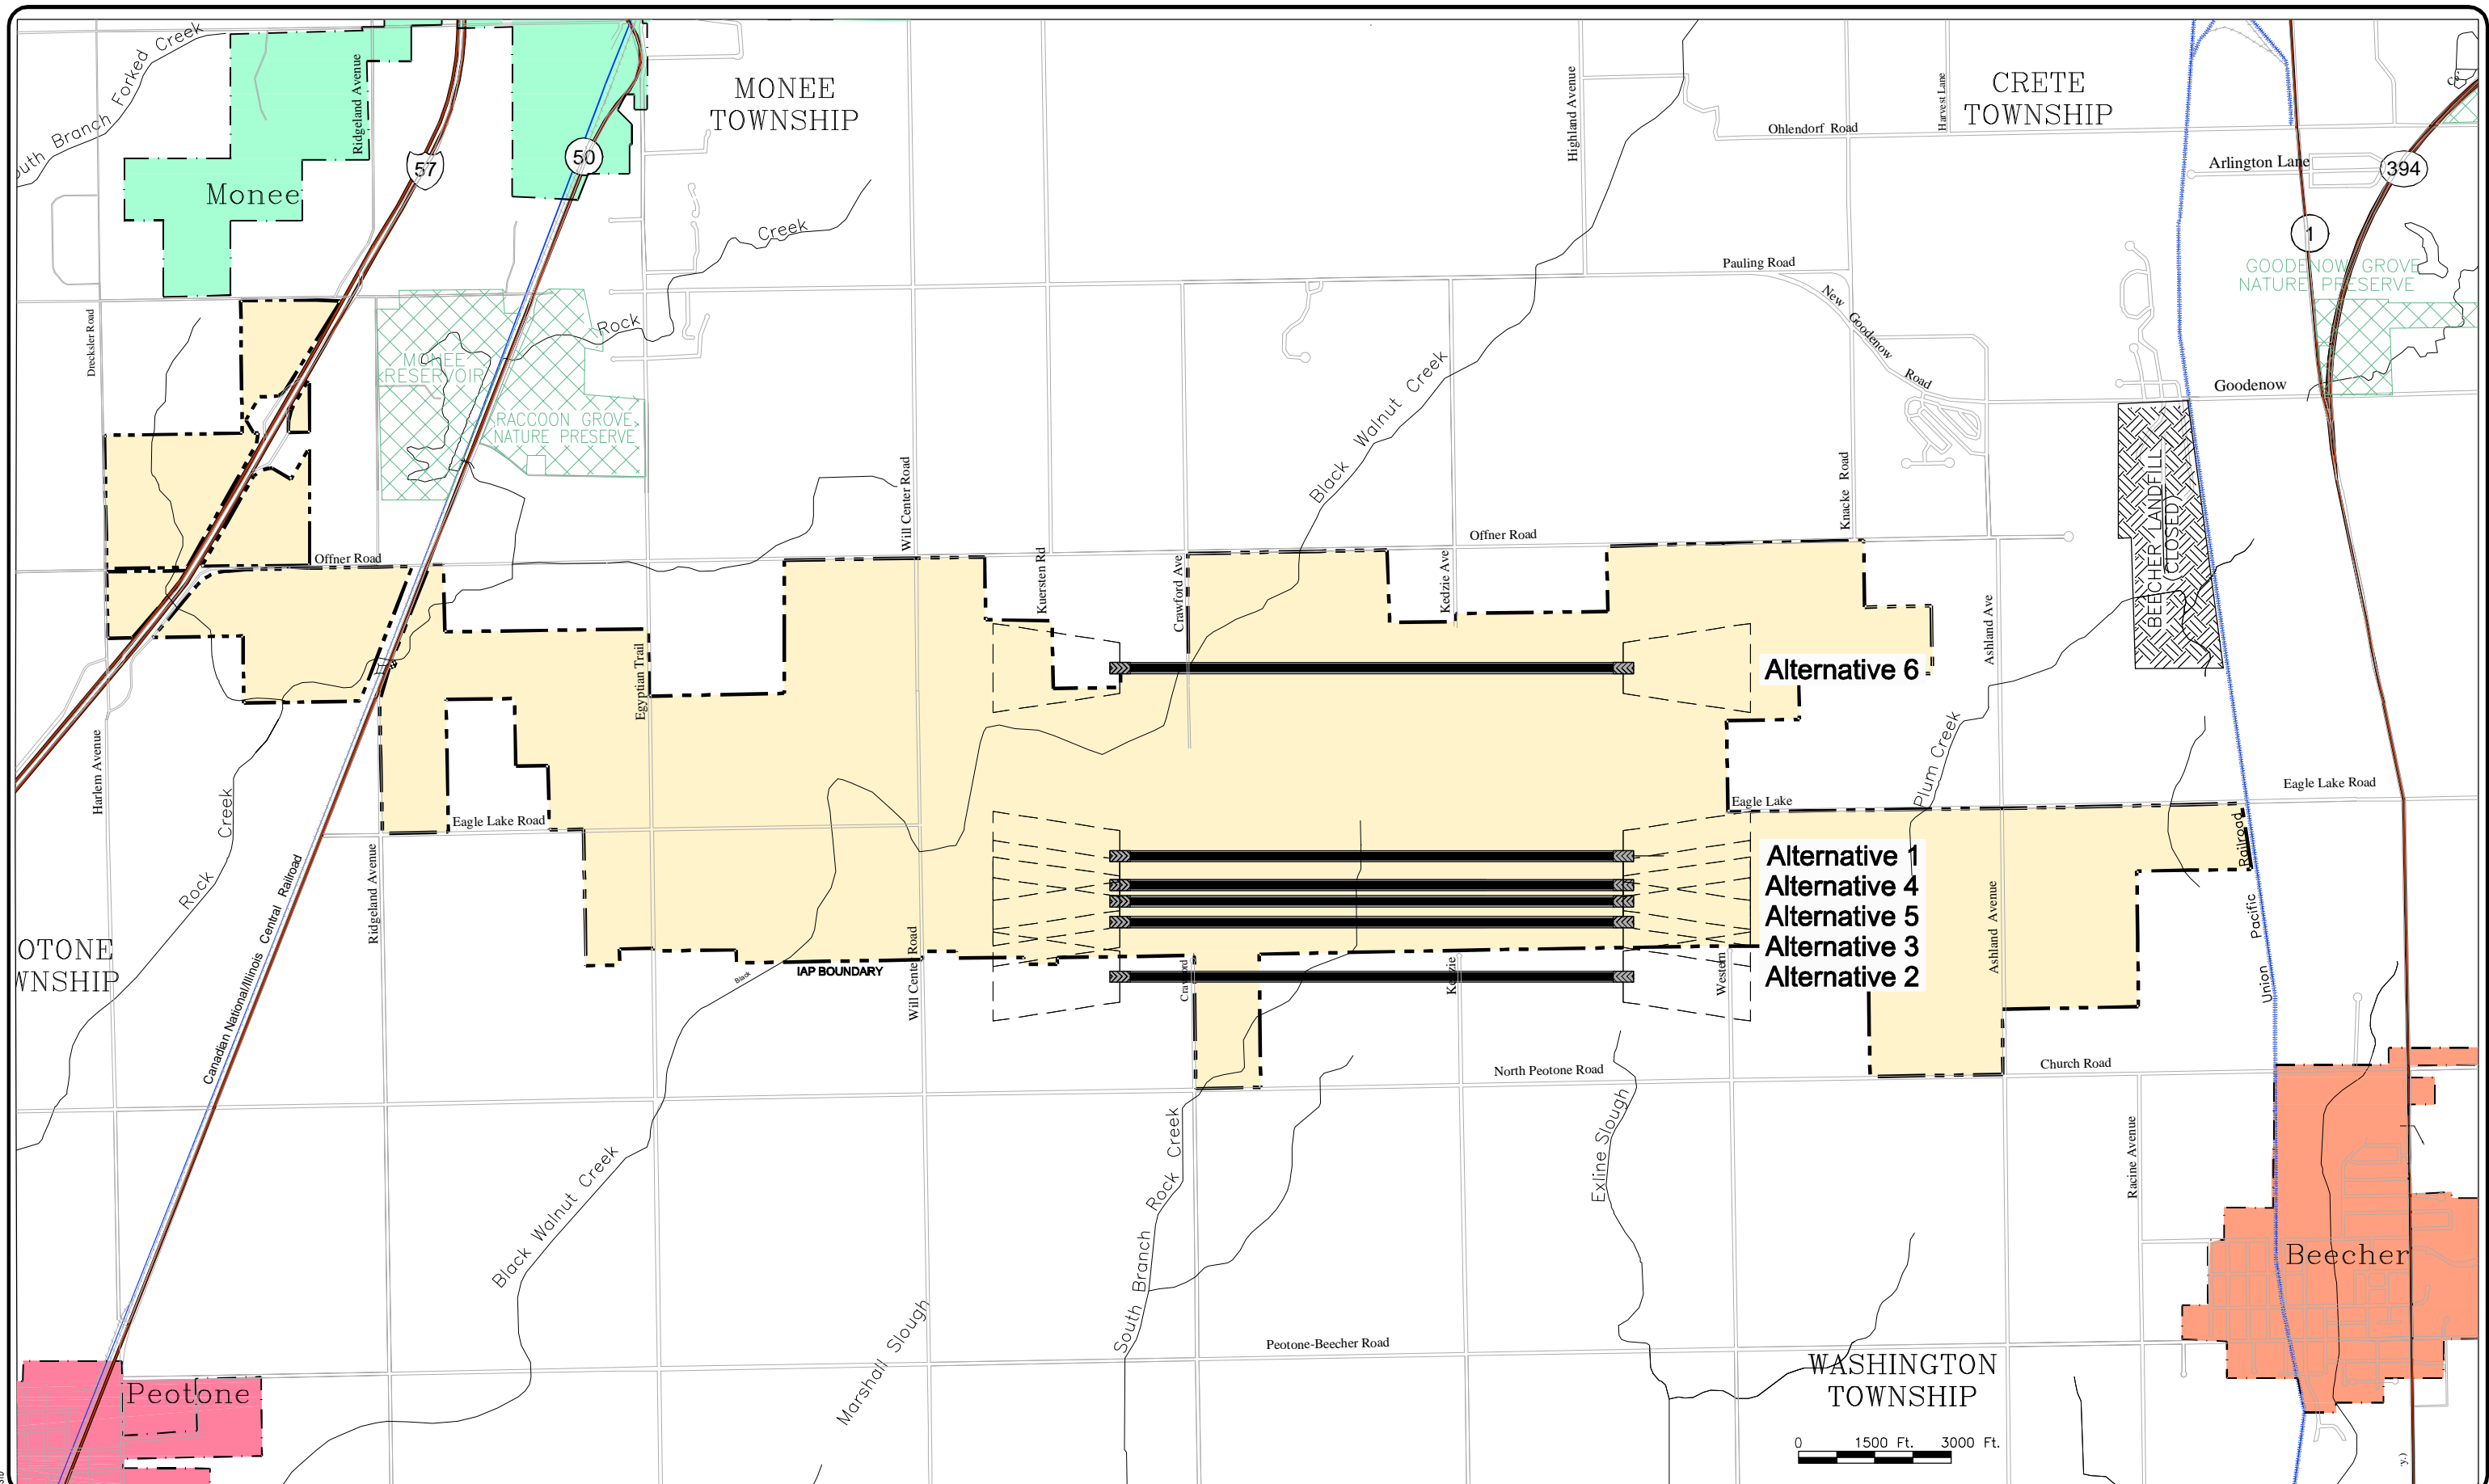 South Branch Forked Creek
Ridgeland Avenue
57
50
Monee
MONEE
TOWNSHIP
Creek
Rock
Highland Avenue
Harvest Lane
CRETE
TOWNSHIP
Ohlendorf Road
Arlington Lane
394
1
Pauling Road
New Goodenow Road
GOODENOW GROVE
NATURE PRESERVE
Goodenow
Drecksler Road
MONEE
RESERVOIR
RACCOON GROVE
NATURE PRESERVE
Black Walnut Creek
Will Center Road
Knacke Road
BEECHER LANDFILL
(CLOSED)
Offner Road
Offner Road
Kuersten Rd
Crawford Ave
Kedzie Ave
Ashland Ave
Egyptian Trail
Alternative 6
Harlem Avenue
Rock Creek
Plum Creek
Eagle Lake
Eagle Lake Road
Eagle Lake Road
Ridgeland Avenue
Alternative 1
Alternative 4
Alternative 5
Alternative 3
Alternative 2
Canadian National/Illinois Central Railroad
OTONE
WNSHIP
Will Center Road
Black
IAP BOUNDARY
Crawford
Kedzie
Western
Ashland Avenue
Union Pacific Railroad
North Peotone Road
Church Road
Black Walnut Creek
South Branch Rock Creek
Exline Slough
Racine Avenue
Beecher
Marshall Slough
Peotone-Beecher Road
WASHINGTON
TOWNSHIP
Peotone
0 1500 Ft. 3000 Ft.